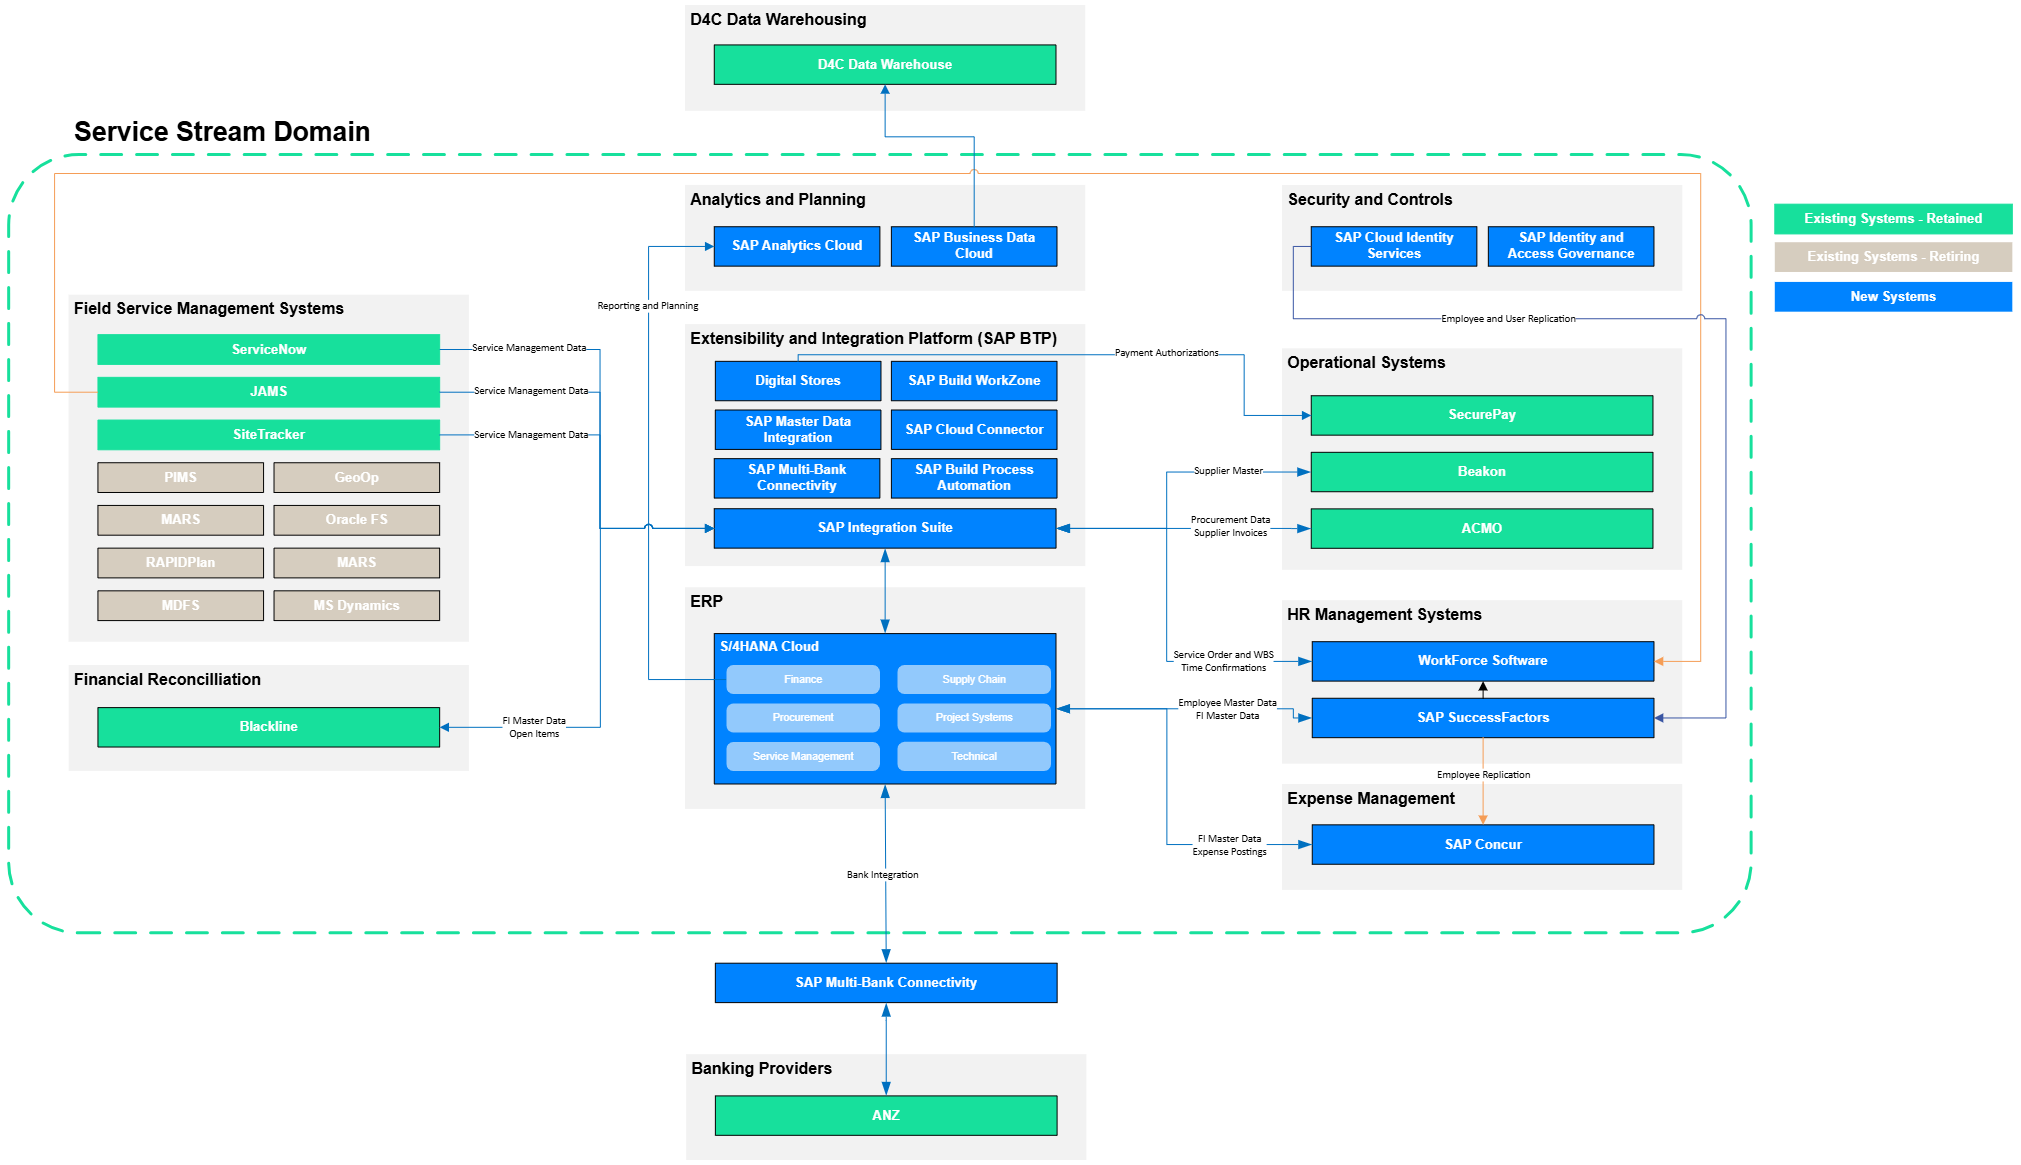 D4C Data Warehousing
D4C Data Warehouse
Service Stream Domain
Analytics and Planning
SAP Analytics Cloud
SAP Business Data
Cloud
Security and Controls
SAP Cloud Identity
Services
SAP Identity and
Access Governance
Existing Systems - Retained
Existing Systems - Retiring
New Systems
Reporting and Planning
Employee and User Replication
Field Service Management Systems
ServiceNow
JAMS
SiteTracker
PIMS
GeoOp
MARS
Oracle FS
RAPIDPlan
MARS
MDFS
MS Dynamics
Service Management Data
Service Management Data
Service Management Data
Financial Reconcilliation
Blackline
FI Master Data
Open Items
Extensibility and Integration Platform (SAP BTP)
Digital Stores
SAP Build WorkZone
SAP Master Data
Integration
SAP Cloud Connector
SAP Multi-Bank
Connectivity
SAP Build Process
Automation
SAP Integration Suite
Payment Authorizations
Operational Systems
SecurePay
Beakon
ACMO
Supplier Master
Procurement Data
Supplier Invoices
ERP
S/4HANA Cloud
Finance
Supply Chain
Procurement
Project Systems
Service Management
Technical
HR Management Systems
WorkForce Software
SAP SuccessFactors
Service Order and WBS
Time Confirmations
Employee Master Data
FI Master Data
Employee Replication
Expense Management
SAP Concur
FI Master Data
Expense Postings
Bank Integration
SAP Multi-Bank Connectivity
Banking Providers
ANZ